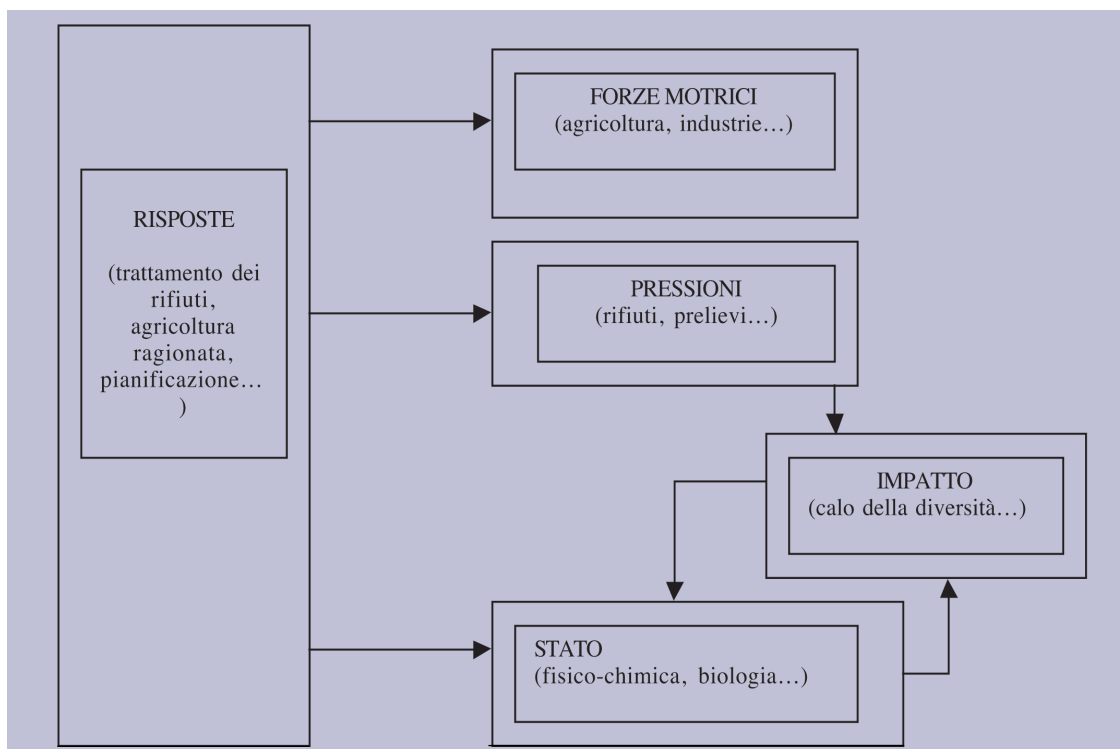 FORZE MOTRICI
(agricoltura, industrie…)
RISPOSTE
(trattamento dei
rifiuti,
agricoltura
ragionata,
pianificazione…
)
PRESSIONI
(rifiuti, prelievi…)
IMPATTO
(calo della diversità…)
STATO
(fisico-chimica, biologia…)